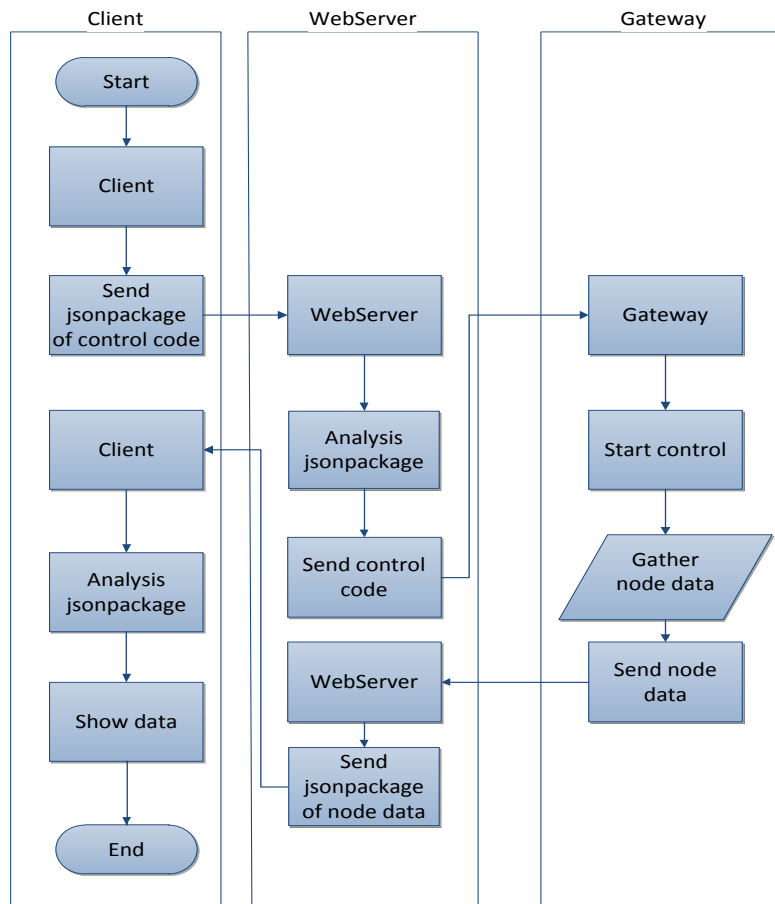 Client
WebServer
Gateway
Start
Client
Send
jsonpackage
of control code
WebServer
Gateway
Client
Analysis
jsonpackage
Start control
Analysis
jsonpackage
Send control
code
Gather
node data
Show data
WebServer
Send node
data
Send
jsonpackage
of node data
End